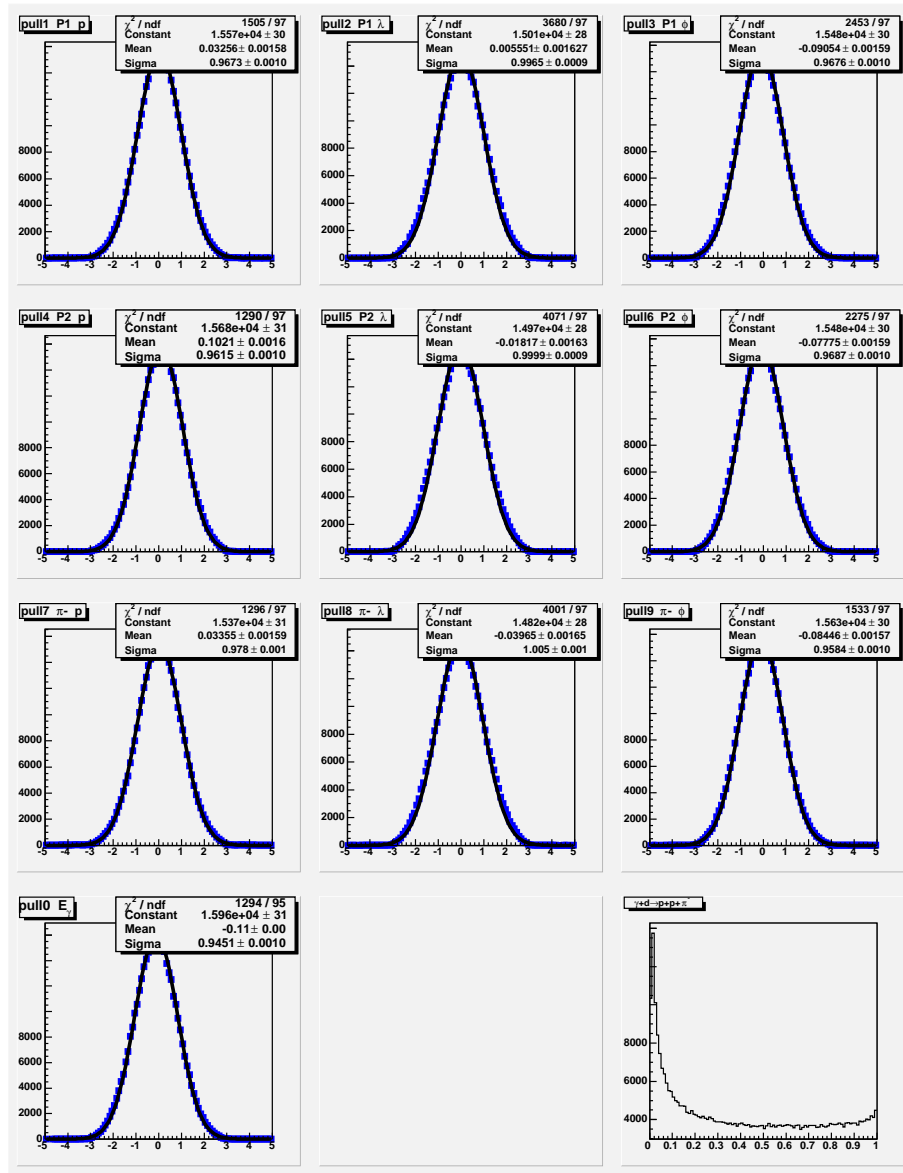 pull1 P1 p
χ² / ndf 1505 / 97
Constant 1.557e+04 ± 30
Mean 0.03256 ± 0.00158
Sigma 0.9673 ± 0.0010
8000
6000
4000
2000
0
-5 -4 -3 -2 -1 0 1 2 3 4 5
pull2 P1 λ
χ² / ndf 3680 / 97
Constant 1.501e+04 ± 28
Mean 0.005551 ± 0.001627
Sigma 0.9965 ± 0.0009
8000
6000
4000
2000
0
-5 -4 -3 -2 -1 0 1 2 3 4 5
pull3 P1 ϕ
χ² / ndf 2453 / 97
Constant 1.548e+04 ± 30
Mean -0.09054 ± 0.00159
Sigma 0.9676 ± 0.0010
8000
6000
4000
2000
0
-5 -4 -3 -2 -1 0 1 2 3 4 5
pull4 P2 p
χ² / ndf 1290 / 97
Constant 1.568e+04 ± 31
Mean 0.1021 ± 0.0016
Sigma 0.9615 ± 0.0010
8000
6000
4000
2000
0
-5 -4 -3 -2 -1 0 1 2 3 4 5
pull5 P2 λ
χ² / ndf 4071 / 97
Constant 1.497e+04 ± 28
Mean -0.01817 ± 0.00163
Sigma 0.9999 ± 0.0009
8000
6000
4000
2000
0
-5 -4 -3 -2 -1 0 1 2 3 4 5
pull6 P2 ϕ
χ² / ndf 2275 / 97
Constant 1.548e+04 ± 30
Mean -0.07775 ± 0.00159
Sigma 0.9687 ± 0.0010
8000
6000
4000
2000
0
-5 -4 -3 -2 -1 0 1 2 3 4 5
pull7 π- p
χ² / ndf 1296 / 97
Constant 1.537e+04 ± 31
Mean 0.03355 ± 0.00159
Sigma 0.978 ± 0.001
8000
6000
4000
2000
0
-5 -4 -3 -2 -1 0 1 2 3 4 5
pull8 π- λ
χ² / ndf 4001 / 97
Constant 1.482e+04 ± 28
Mean -0.03965 ± 0.00165
Sigma 1.005 ± 0.001
8000
6000
4000
2000
0
-5 -4 -3 -2 -1 0 1 2 3 4 5
pull9 π- ϕ
χ² / ndf 1533 / 97
Constant 1.563e+04 ± 30
Mean -0.08446 ± 0.00157
Sigma 0.9584 ± 0.0010
8000
6000
4000
2000
0
-5 -4 -3 -2 -1 0 1 2 3 4 5
pull0 Eγ
χ² / ndf 1294 / 95
Constant 1.596e+04 ± 31
Mean -0.11 ± 0.00
Sigma 0.9451 ± 0.0010
8000
6000
4000
2000
0
-5 -4 -3 -2 -1 0 1 2 3 4 5
γ+d→p+p+π⁻
8000
6000
4000
0 0.1 0.2 0.3 0.4 0.5 0.6 0.7 0.8 0.9 1